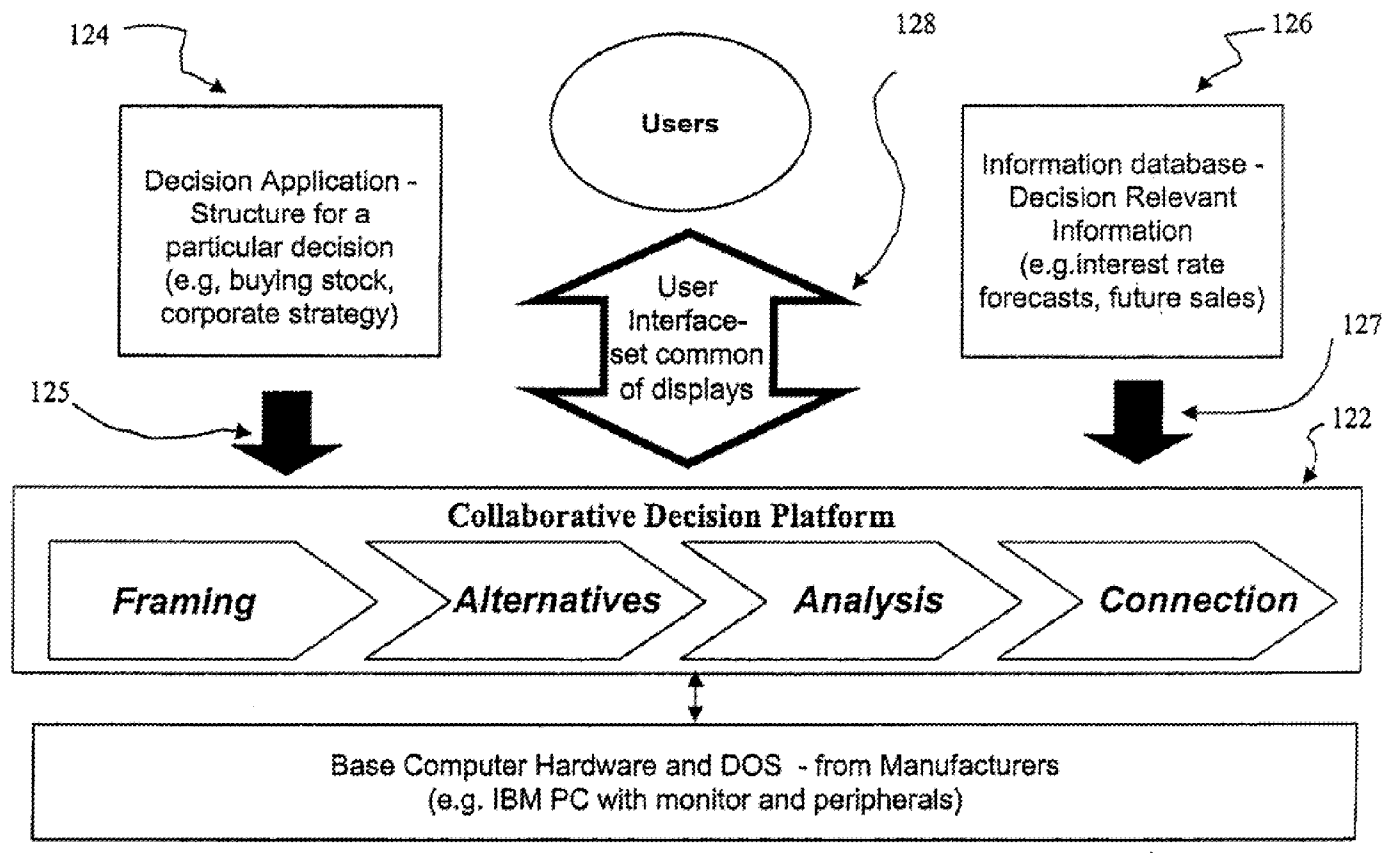 124
128
126
Users
Decision Application -
Structure for a
particular decision
(e.g, buying stock,
corporate strategy)
Information database -
Decision Relevant
Information
(e.g.interest rate
forecasts, future sales)
User
Interface-
set common
of displays
127
125
122
Collaborative Decision Platform
Framing
Alternatives
Analysis
Connection
Base Computer Hardware and DOS - from Manufacturers
(e.g. IBM PC with monitor and peripherals)